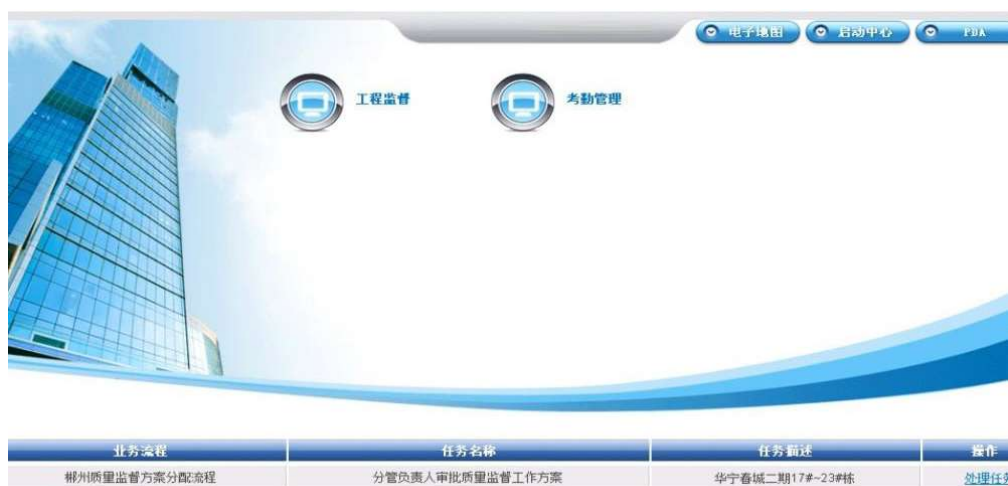 电子地图 启动中心 PDA
工程监督 考勤管理
业务流程 任务名称 任务描述 操作
郴州质量监督方案分配流程 分管负责人审批质量监督工作方案 华宁春城二期17#~23#栋 处理任务